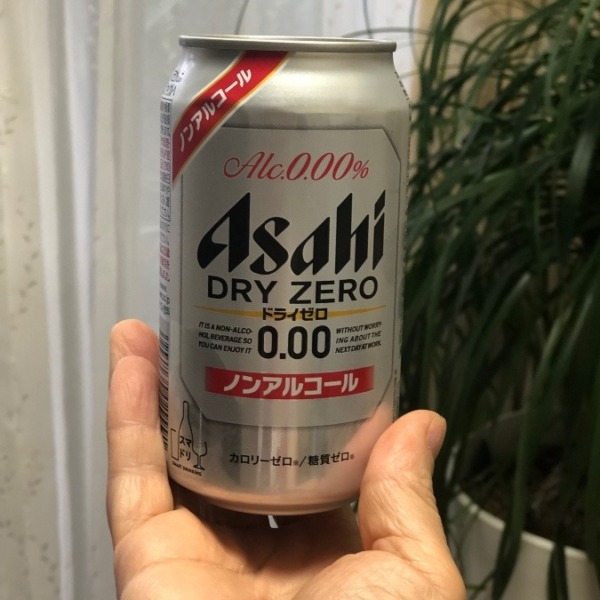 ノンアルコール
Alc.0.00%
Asahi
DRY ZERO
ドライゼロ
IT IS A NON-ALCO-
HOL BEVERAGE SO
YOU CAN ENJOY IT
0.00
WITHOUT WORRY-
ING ABOUT THE
NEXT DAY AT WORK.
ノンアルコール
スマ
ドリ
SMART DRINKING
カロリーゼロ※/糖質ゼロ※